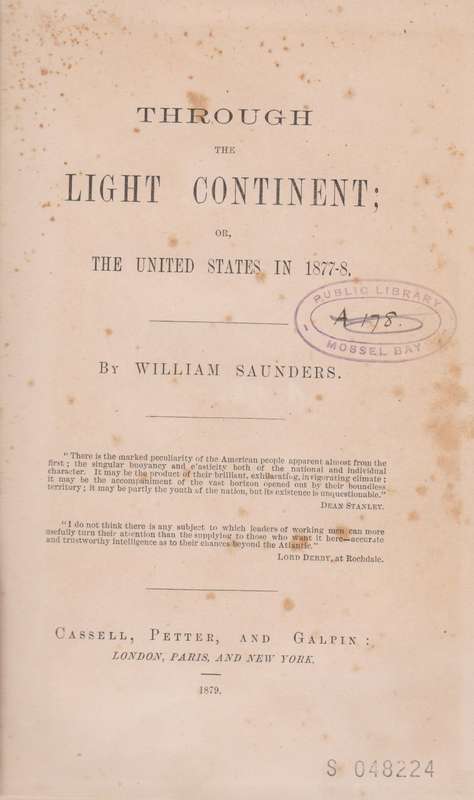 THROUGH
THE
LIGHT CONTINENT;
OR,
THE UNITED STATES IN 1877-8.
PUBLIC LIBRARY
A 178.
MOSSEL BAY
BY WILLIAM SAUNDERS.
"There is the marked peculiarity of the American people apparent almost from the
first; the singular buoyancy and e'asticity both of the national and individual
character. It may be the product of their brilliant, exhilarating, invigorating climate;
it may be the accompaniment of the vast horizon opened out by their boundless
territory; it may be partly the youth of the nation, but its existence is unquestionable."
DEAN STANLEY.
"I do not think there is any subject to which leaders of working men can more
usefully turn their attention than the supplying to those who want it here—accurate
and trustworthy intelligence as to their chances beyond the Atlantic."
LORD DERBY, at Rochdale.
CASSELL, PETTER, AND GALPIN:
LONDON, PARIS, AND NEW YORK.
1879.
S 048224